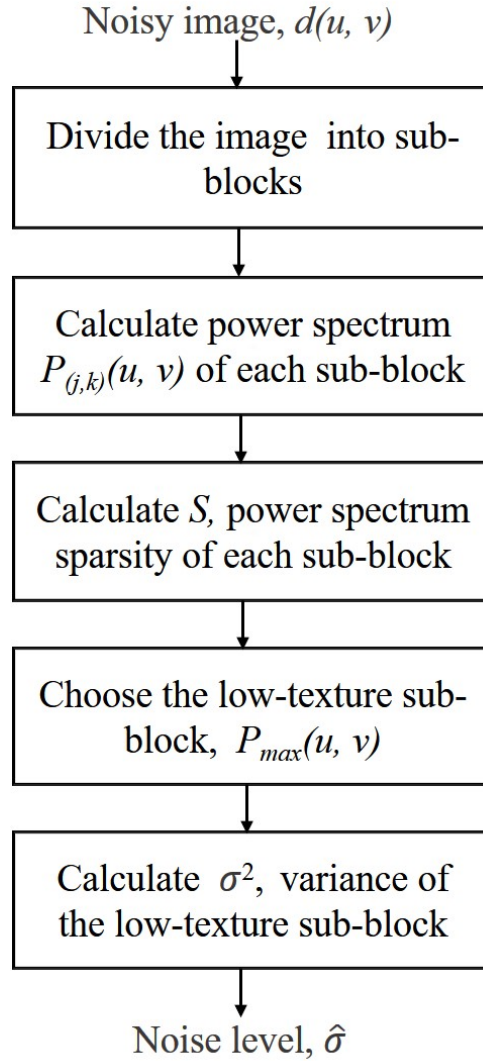 Noisy image, d(u, v)
Divide the image into sub-
blocks
Calculate power spectrum
P(j,k)(u, v) of each sub-block
Calculate S, power spectrum
sparsity of each sub-block
Choose the low-texture sub-
block, Pmax(u, v)
Calculate σ², variance of
the low-texture sub-block
Noise level, σ̂